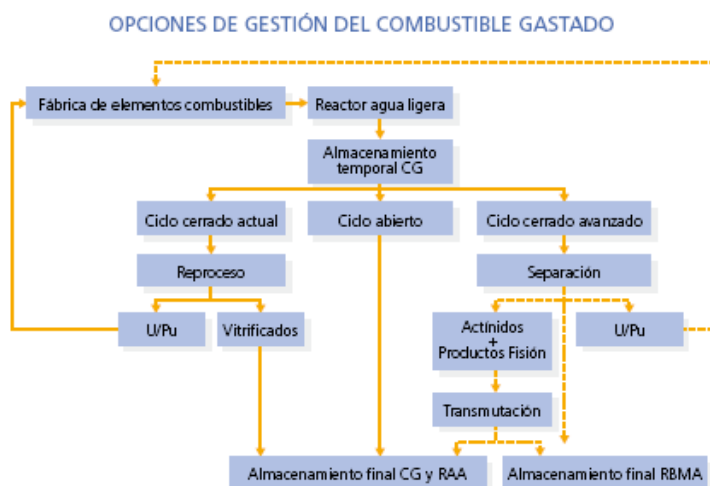 OPCIONES DE GESTIÓN DEL COMBUSTIBLE GASTADO
Fábrica de elementos combustibles
Reactor agua ligera
Almacenamiento
temporal CG
Ciclo cerrado actual
Ciclo abierto
Ciclo cerrado avanzado
Reproceso
Separación
U/Pu
Vitrificados
Actínidos
+
Productos Fisión
U/Pu
Transmutación
Almacenamiento final CG y RAA
Almacenamiento final RBMA